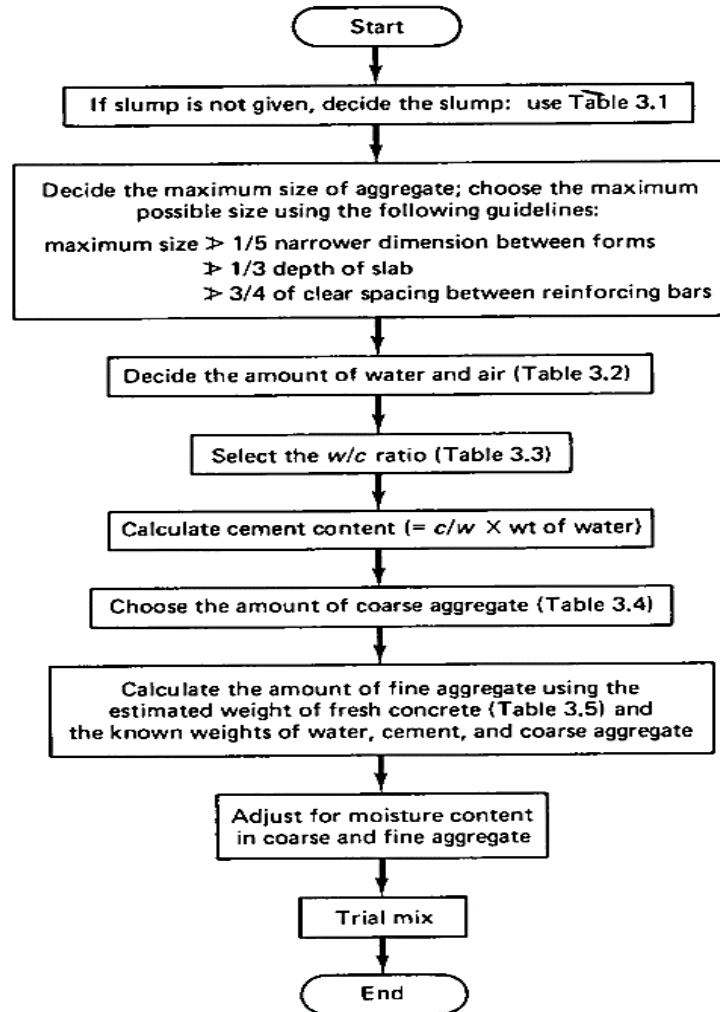 Start
If slump is not given, decide the slump: use Table 3.1
Decide the maximum size of aggregate; choose the maximum
possible size using the following guidelines:
maximum size ≯ 1/5 narrower dimension between forms
≯ 1/3 depth of slab
≯ 3/4 of clear spacing between reinforcing bars
Decide the amount of water and air (Table 3.2)
Select the w/c ratio (Table 3.3)
Calculate cement content (= c/w × wt of water)
Choose the amount of coarse aggregate (Table 3.4)
Calculate the amount of fine aggregate using the
estimated weight of fresh concrete (Table 3.5) and
the known weights of water, cement, and coarse aggregate
Adjust for moisture content
in coarse and fine aggregate
Trial mix
End